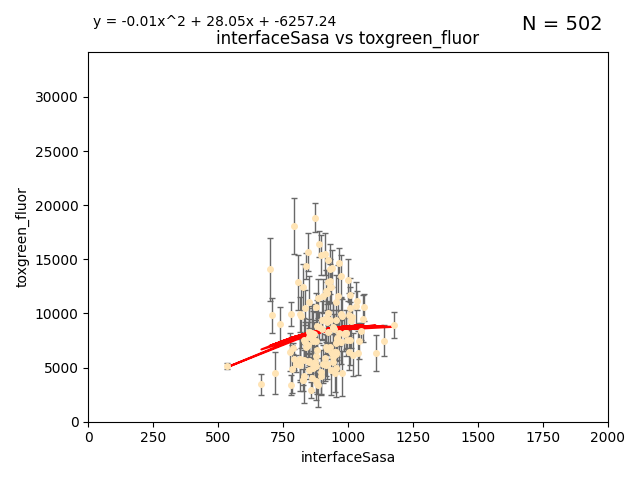 y = -0.01x^2 + 28.05x + -6257.24
N = 502
interfaceSasa vs toxgreen_fluor
30000
25000
20000
15000
10000
5000
0
toxgreen_fluor
0 250 500 750 1000 1250 1500 1750 2000
interfaceSasa